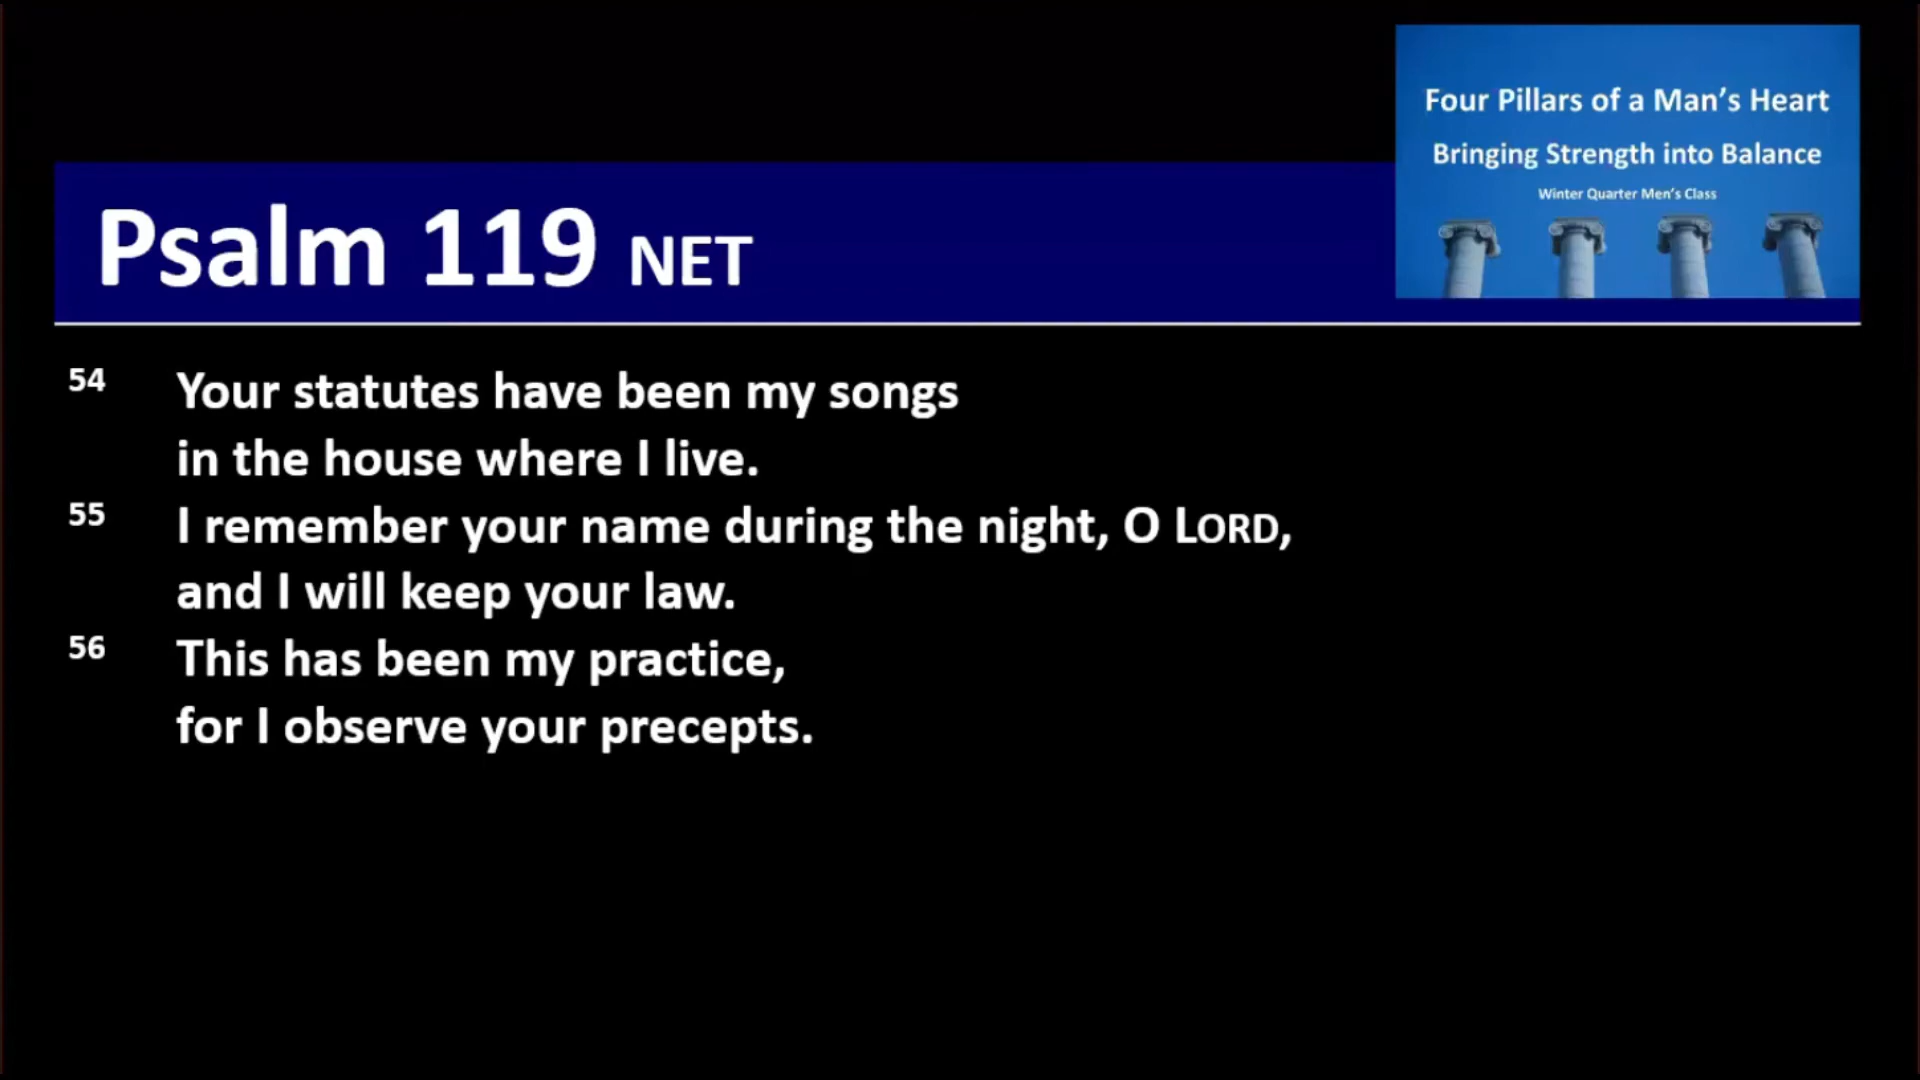 Four Pillars of a Man's Heart
Bringing Strength into Balance
Winter Quarter Men's Class
Psalm 119 NET
54 Your statutes have been my songs
in the house where I live.
55 I remember your name during the night, O LORD,
and I will keep your law.
56 This has been my practice,
for I observe your precepts.